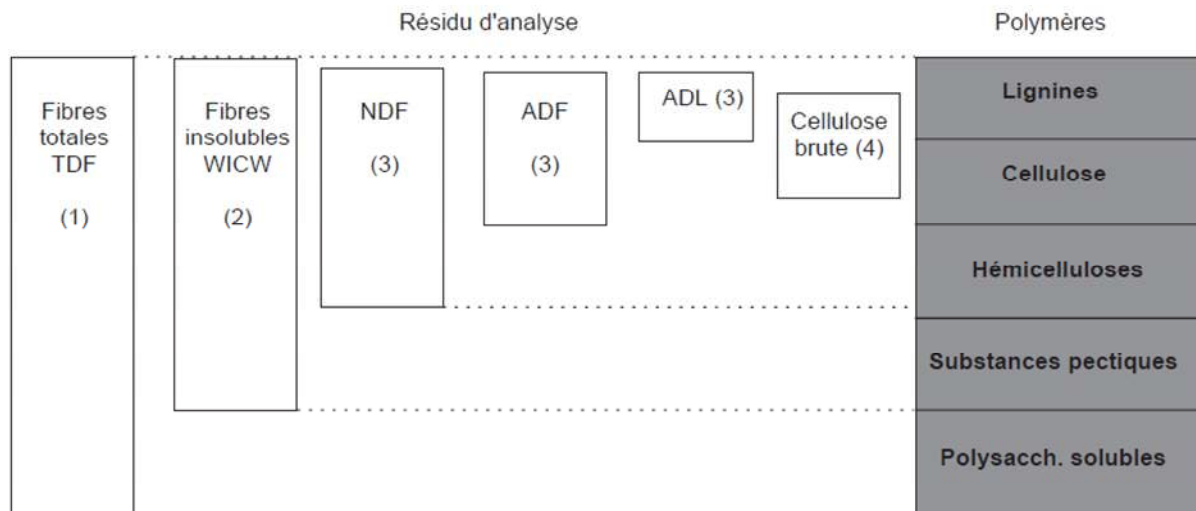 Résidu d'analyse
Polymères
Fibres
totales
TDF
(1)
Fibres
insolubles
WICW
(2)
NDF
(3)
ADF
(3)
ADL (3)
Cellulose
brute (4)
Lignines
Cellulose
Hémicelluloses
Substances pectiques
Polysacch. solubles